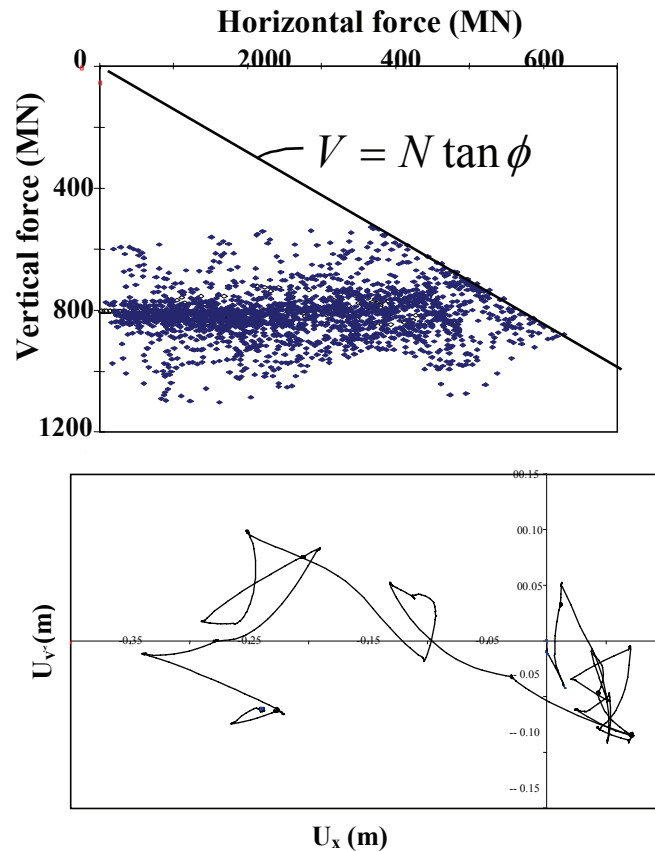 Horizontal force (MN)
0 2000 400 600
Vertical force (MN)
V = N tan ϕ
400
800
1200
00.15
00.10
00.05
-0.35 -0.25 -0.15 -0.05
0.05
-- 0.10
-- 0.15
(m)
U_x (m)